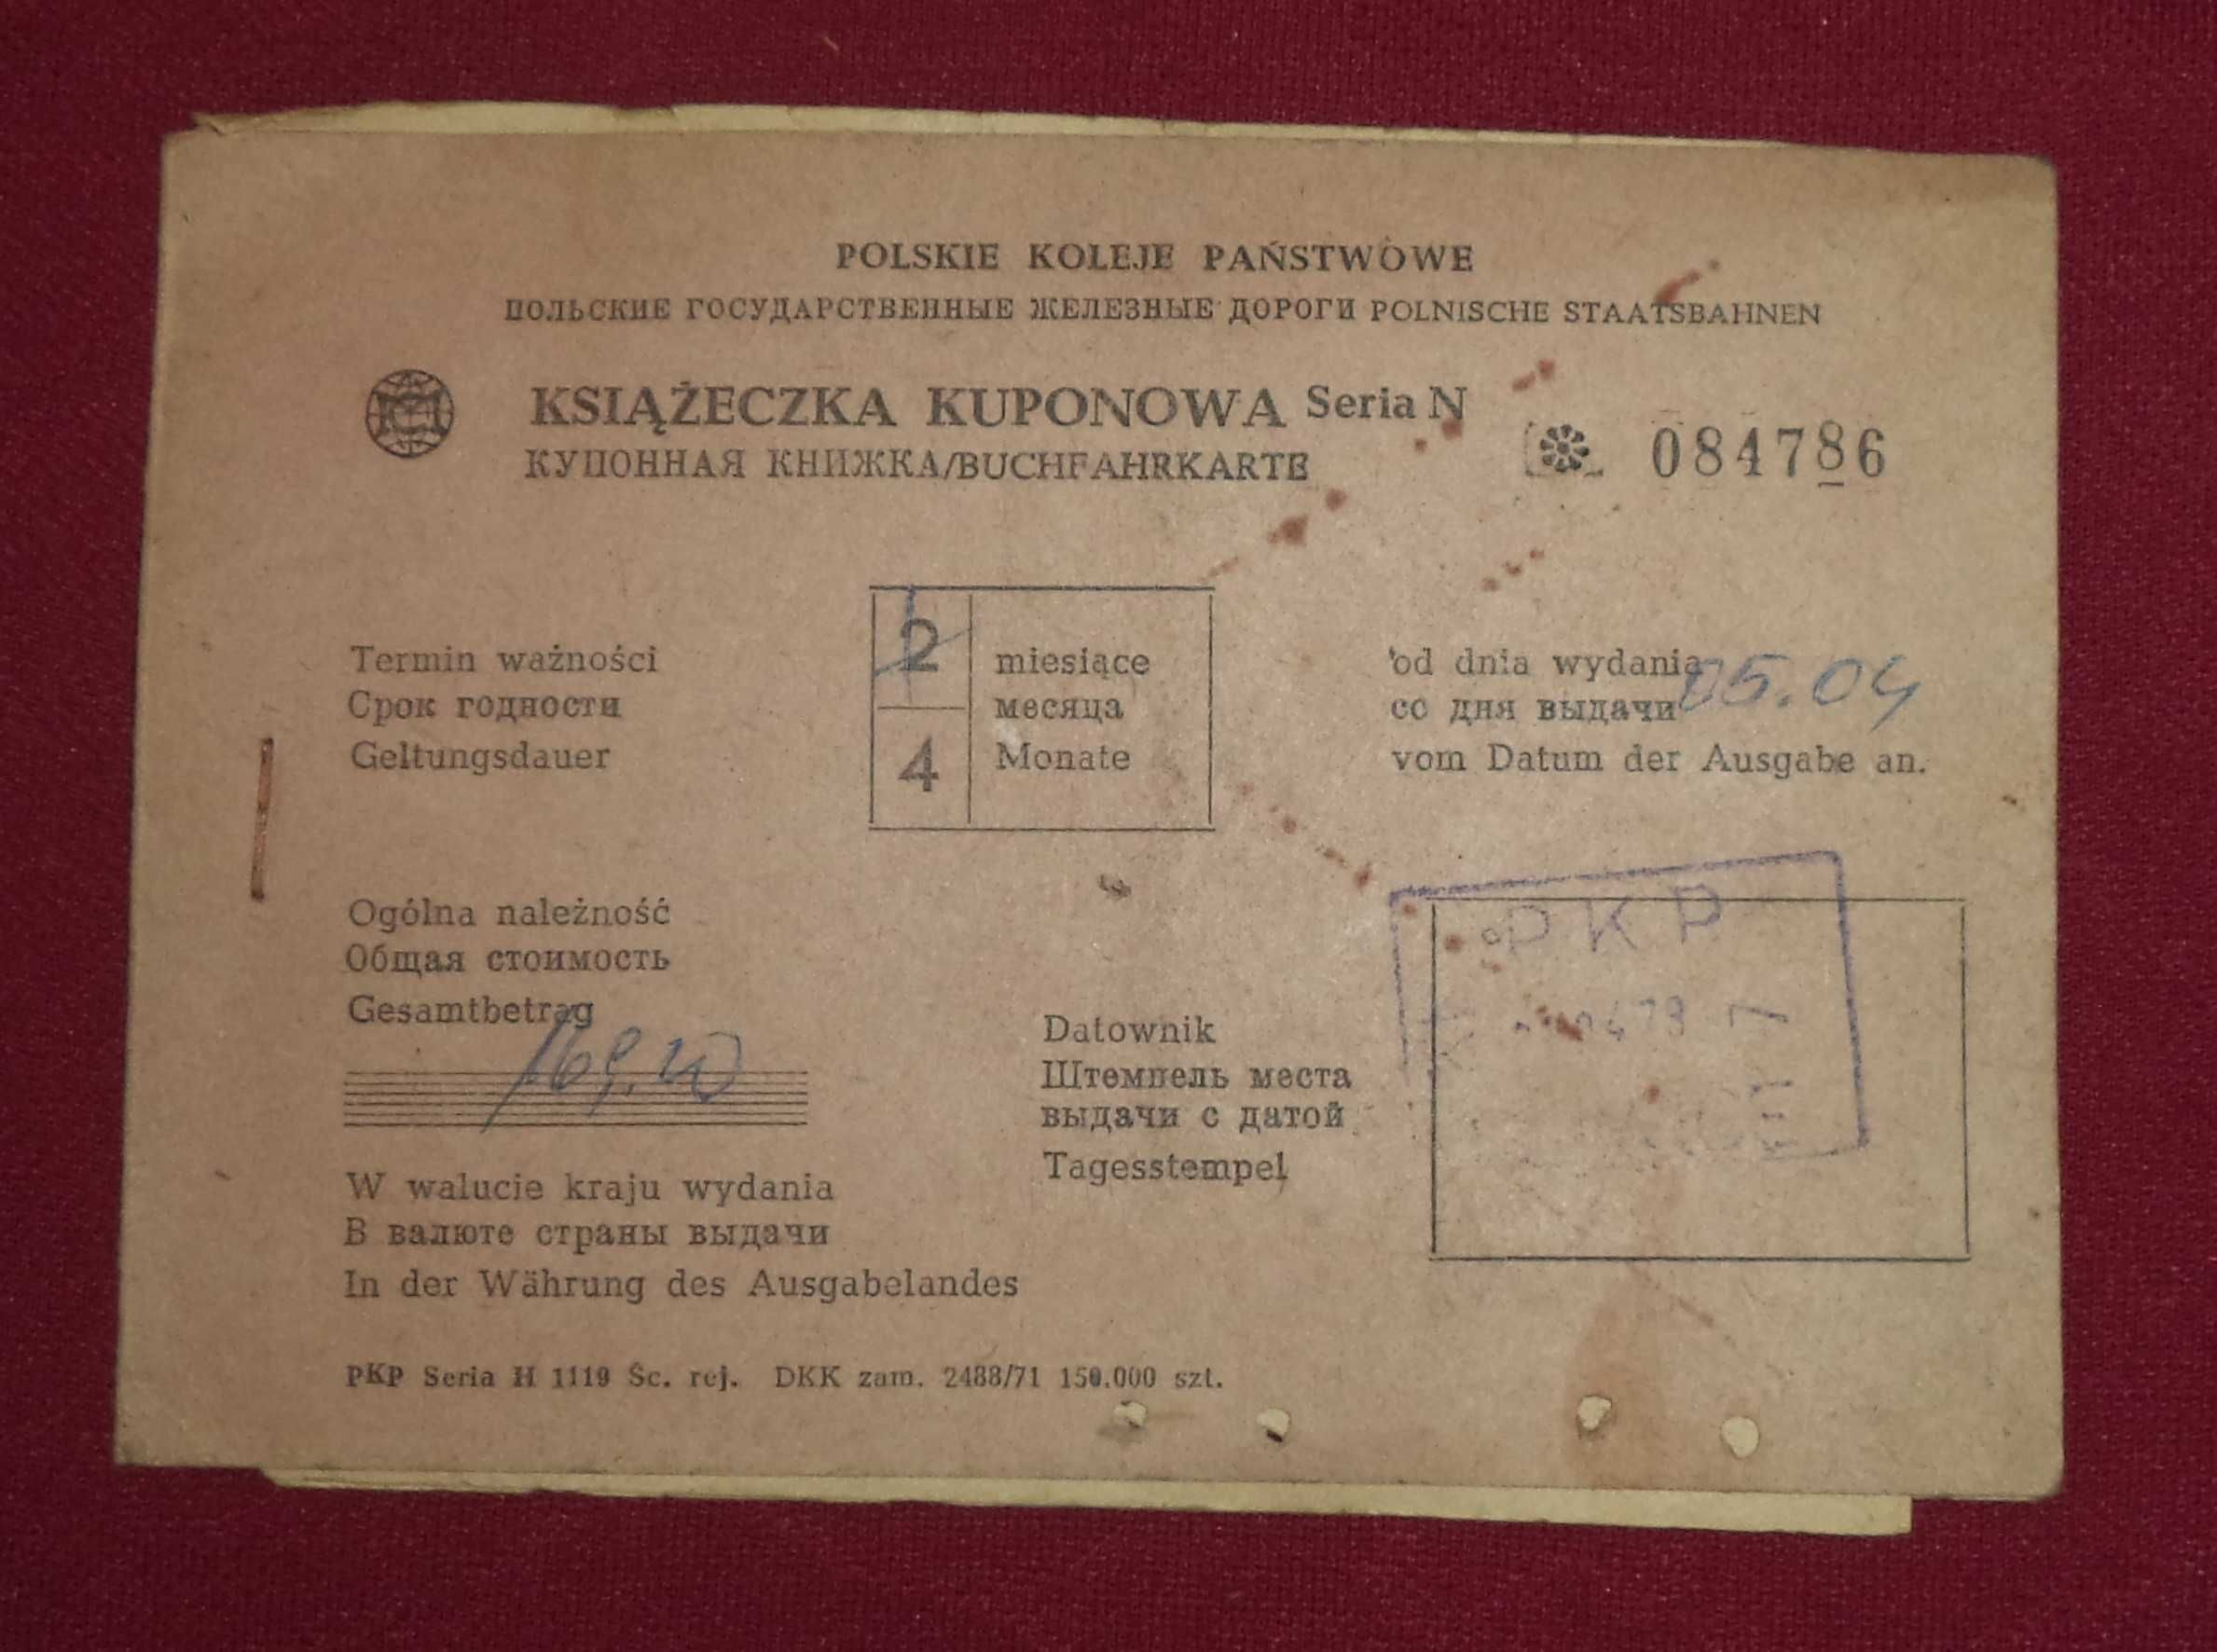 POLSKIE KOLEJE PAŃSTWOWE
ПОЛЬСКИЕ ГОСУДАРСТВЕННЫЕ ЖЕЛЕЗНЫЕ ДОРОГИ POLNISCHE STAATSBAHNEN
KSIĄŻECZKA KUPONOWA Seria N
КУПОННАЯ КНИЖКА/BUCHFAHRKARTE
084786
Termin ważności
Срок годности
Geltungsdauer
2
4
miesiące
месяца
Monate
od dnia wydania
со дня выдачи
05.04
vom Datum der Ausgabe an.
Ogólna należność
Общая стоимость
Gesamtbetrag
PKP
Datownik
Штемпель места
выдачи с датой
Tagesstempel
W walucie kraju wydania
В валюте страны выдачи
In der Währung des Ausgabelandes
PKP Seria H 1119 Śc. rej. DKK zam. 2488/71 150.000 szt.